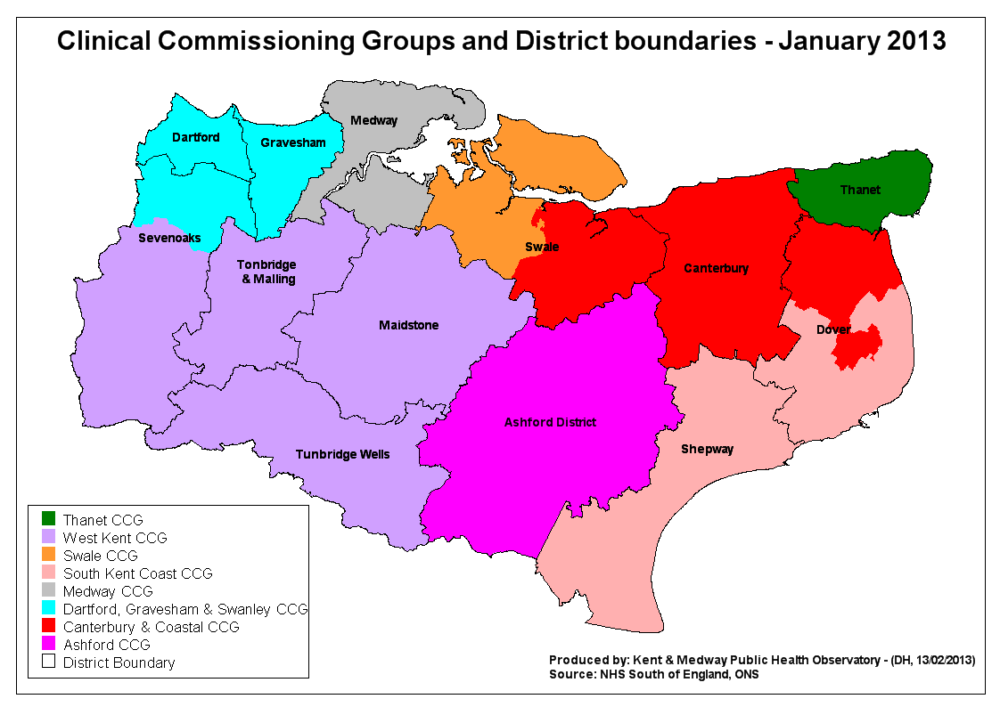 Clinical Commissioning Groups and District boundaries - January 2013
Medway
Dartford
Gravesham
Thanet
Sevenoaks
Swale
Tonbridge
& Malling
Canterbury
Maidstone
Dover
Ashford District
Shepway
Tunbridge Wells
Thanet CCG
West Kent CCG
Swale CCG
South Kent Coast CCG
Medway CCG
Dartford, Gravesham & Swanley CCG
Canterbury & Coastal CCG
Ashford CCG
District Boundary
Produced by: Kent & Medway Public Health Observatory - (DH, 13/02/2013)
Source: NHS South of England, ONS